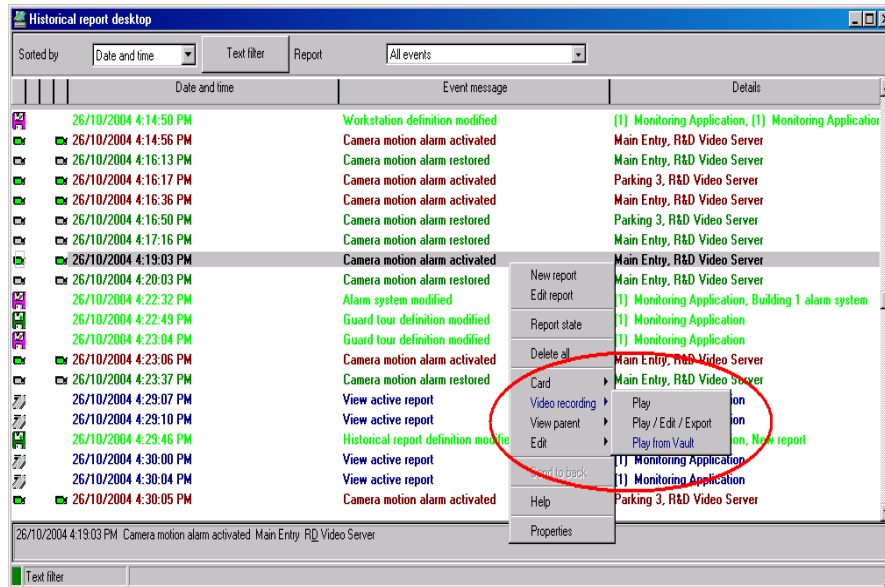 Historical report desktop
Sorted by Date and time Text filter Report All events
Date and time Event message Details
26/10/2004 4:14:50 PM Workstation definition modified (1) Monitoring Application, (1) Monitoring Application
26/10/2004 4:14:56 PM Camera motion alarm activated Main Entry, R&D Video Server
26/10/2004 4:16:13 PM Camera motion alarm restored Main Entry, R&D Video Server
26/10/2004 4:16:17 PM Camera motion alarm activated Parking 3, R&D Video Server
26/10/2004 4:16:36 PM Camera motion alarm activated Main Entry, R&D Video Server
26/10/2004 4:16:50 PM Camera motion alarm restored Parking 3, R&D Video Server
26/10/2004 4:17:16 PM Camera motion alarm restored Main Entry, R&D Video Server
26/10/2004 4:19:03 PM Camera motion alarm activated Main Entry, R&D Video Server
26/10/2004 4:20:03 PM Camera motion alarm restored Main Entry, R&D Video Server
26/10/2004 4:22:32 PM Alarm system modified (1) Monitoring Application, Building 1 alarm system
26/10/2004 4:22:49 PM Guard tour definition modified (1) Monitoring Application
26/10/2004 4:23:04 PM Guard tour definition modified (1) Monitoring Application
26/10/2004 4:23:06 PM Camera motion alarm activated Main Entry, R&D Video Server
26/10/2004 4:23:37 PM Camera motion alarm restored Main Entry, R&D Video Server
26/10/2004 4:29:07 PM View active report ion
26/10/2004 4:29:10 PM View active report ion
26/10/2004 4:29:46 PM Historical report definition modifie ion, New report
26/10/2004 4:30:00 PM View active report (1) Monitoring Application
26/10/2004 4:30:04 PM View active report (1) Monitoring Application
26/10/2004 4:30:05 PM Camera motion alarm activated Parking 3, R&D Video Server
New report
Edit report
Report state
Delete all
Card
Video recording
View parent
Edit
Send to back
Help
Properties
Play
Play / Edit / Export
Play from Vault
26/10/2004 4:19:03 PM Camera motion alarm activated Main Entry RD Video Server
Text filter